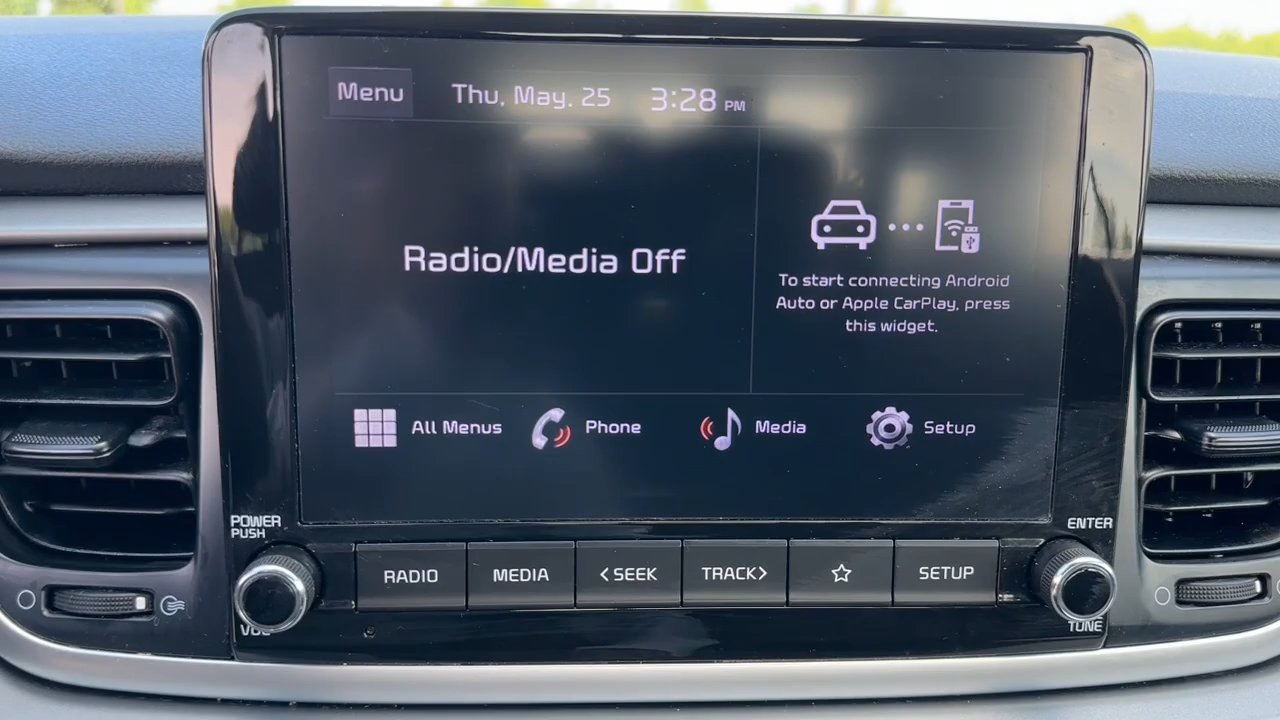 Menu Thu, May. 25 3:28 PM
Radio/Media Off
To start connecting Android
Auto or Apple CarPlay, press
this widget.
All Menus Phone Media Setup
POWER
PUSH
ENTER
RADIO MEDIA <SEEK TRACK> ☆ SETUP
VOL
TUNE